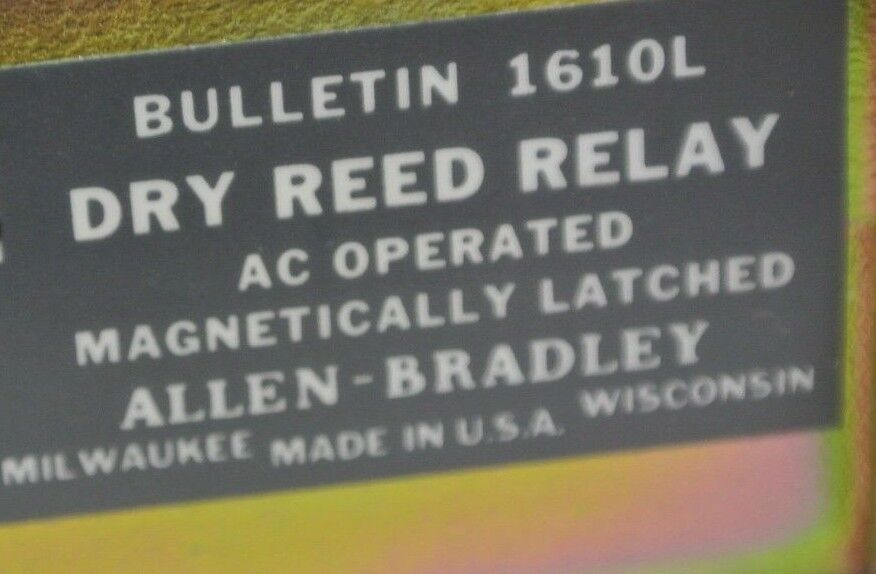 BULLETIN 1610L
DRY REED RELAY
AC OPERATED
MAGNETICALLY LATCHED
ALLEN-BRADLEY
MILWAUKEE MADE IN U.S.A. WISCONSIN